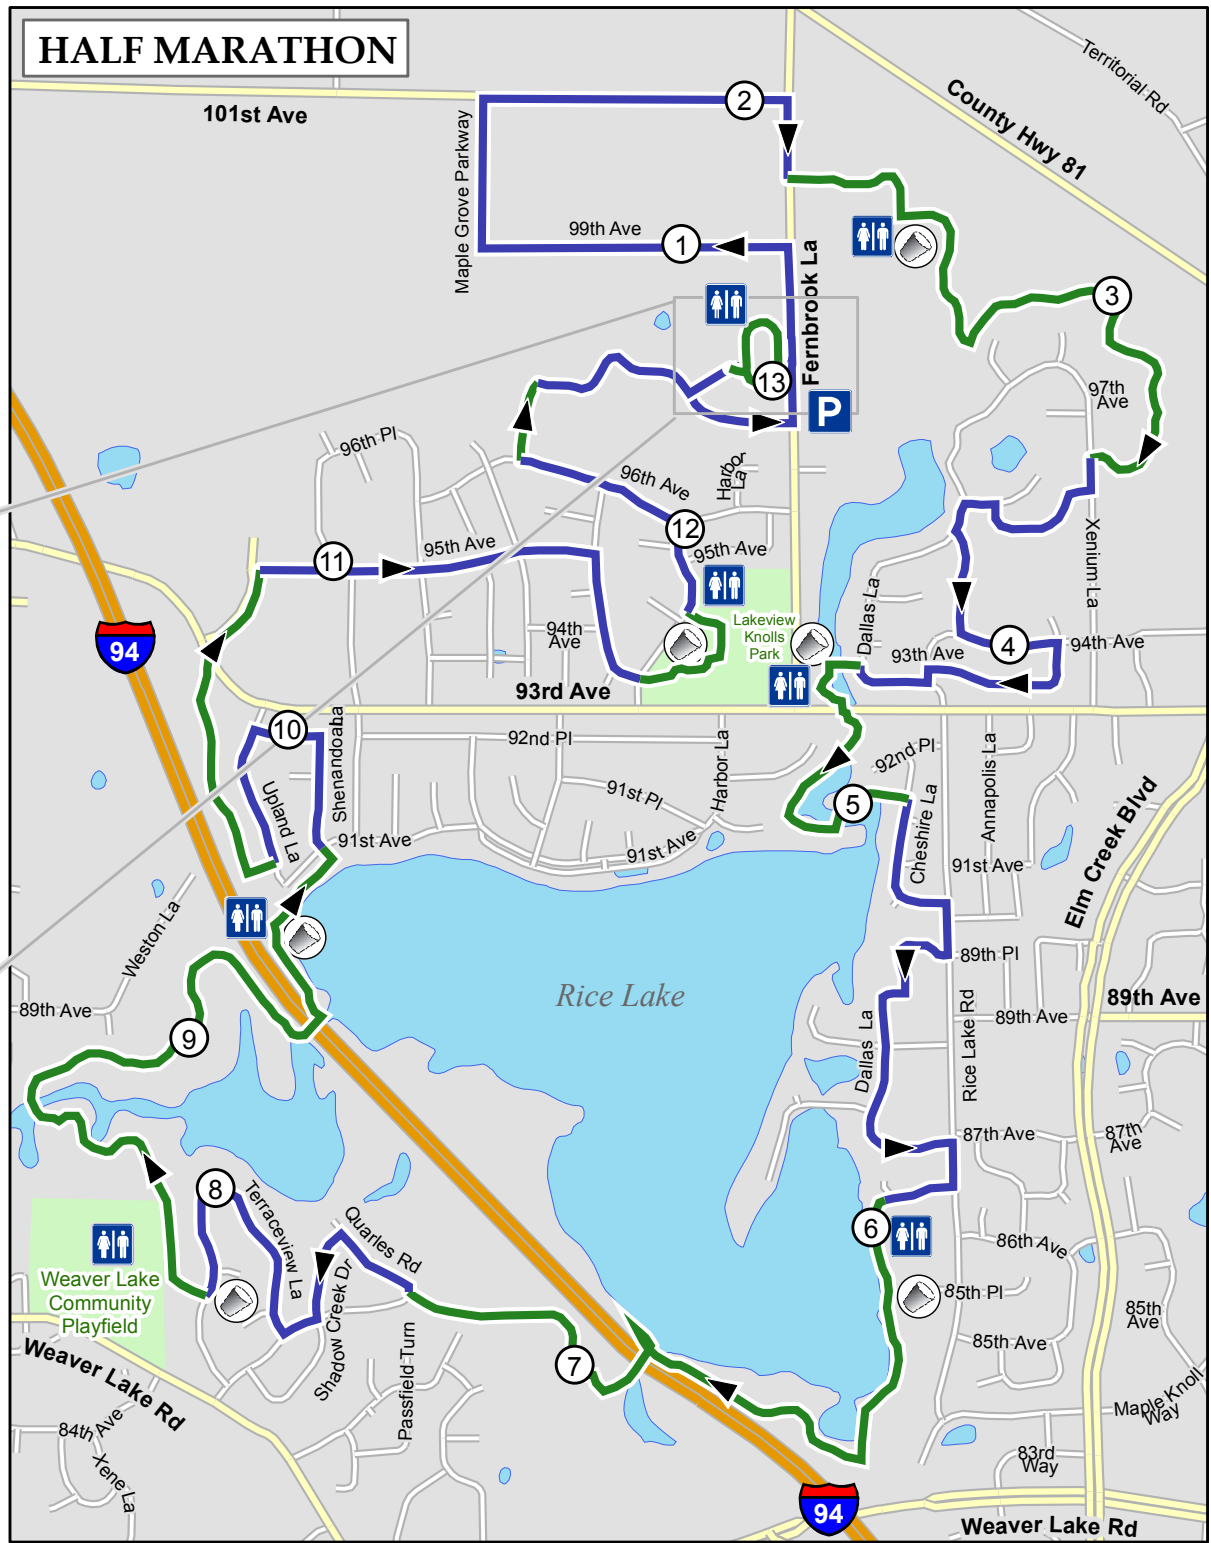 HALF MARATHON
101st Ave
Maple Grove Parkway
2
Territorial Rd
County Hwy 81
99th Ave
1
Fernbrook La
3
13
P
97th
Ave
96th Pl
96th Ave
Harbor
La
12
95th Ave
11
95th Ave
Xenium La
94
94th
Ave
Lakeview
Knolls
Park
Dallas La
93rd Ave
4
94th Ave
93rd Ave
10
Shenandoaba
92nd Pl
Harbor La
92nd Pl
Annapolis La
Upland La
91st Ave
91st Pl
91st Ave
5
Cheshire La
91st Ave
Elm Creek Blvd
Weston La
89th Pl
Rice Lake
89th Ave
9
Dallas La
Rice Lake Rd
89th Ave
89th Ave
87th Ave
87th
Ave
8
Terraceview La
Quarles Rd
6
86th Ave
Weaver Lake
Community
Playfield
Shadow Creek Dr
85th Pl
85th
Ave
85th Ave
7
Passfield Turn
Weaver Lake Rd
Maple Knoll
Way
84th Ave
Xene La
83rd
Way
94
Weaver Lake Rd